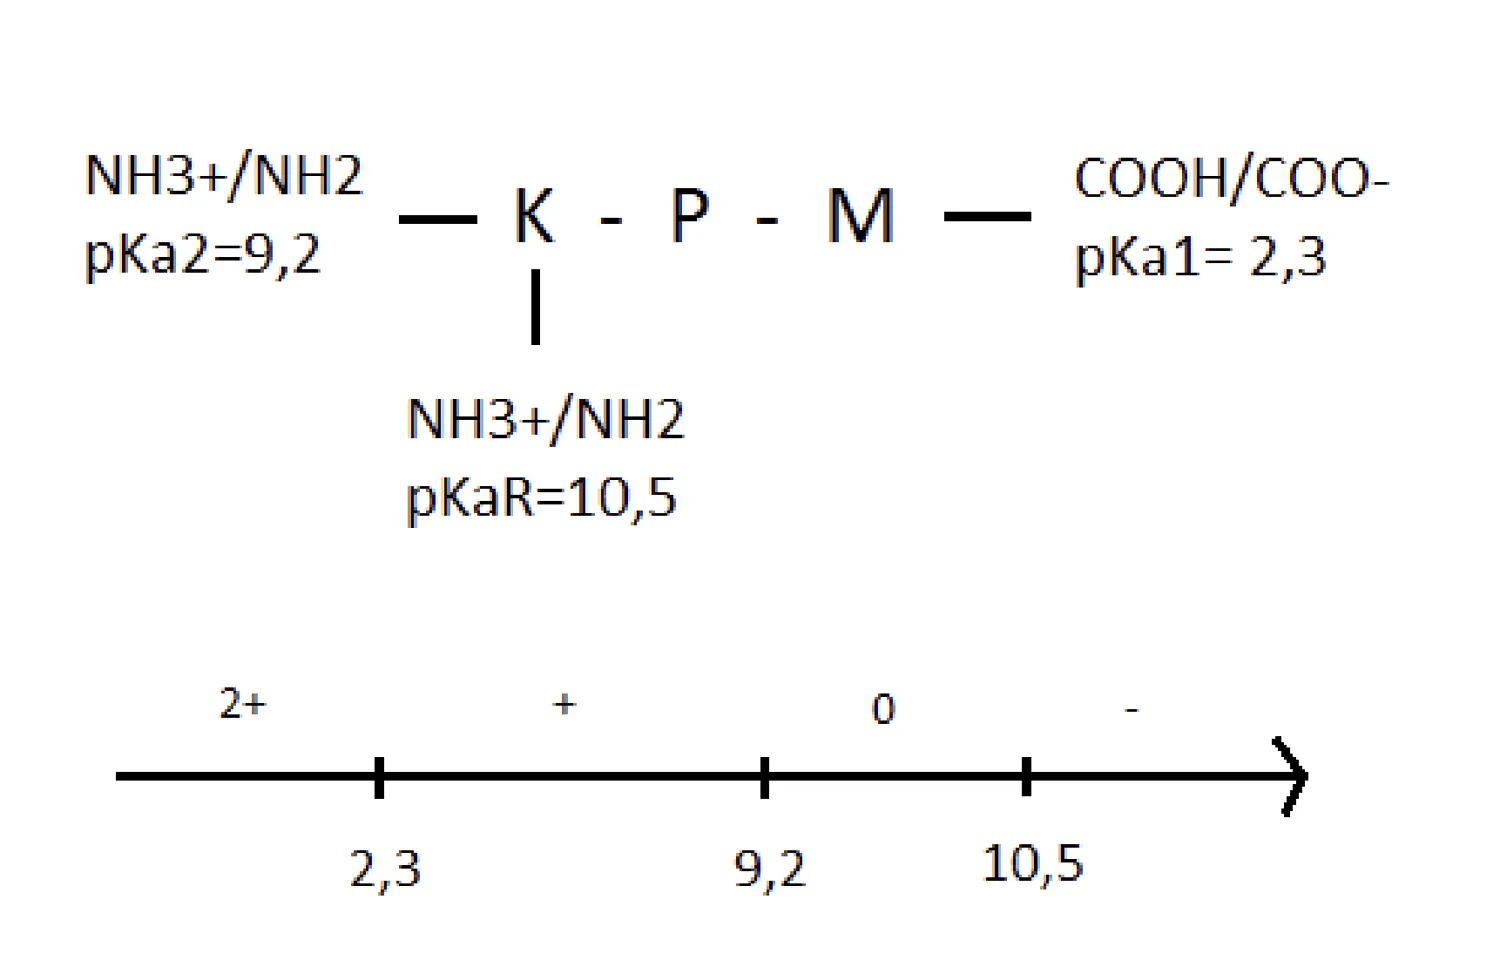 NH3+/NH2
pKa2=9,2
K - P - M
COOH/COO-
pKa1= 2,3
NH3+/NH2
pKaR=10,5
2+ + 0 -
2,3 9,2 10,5